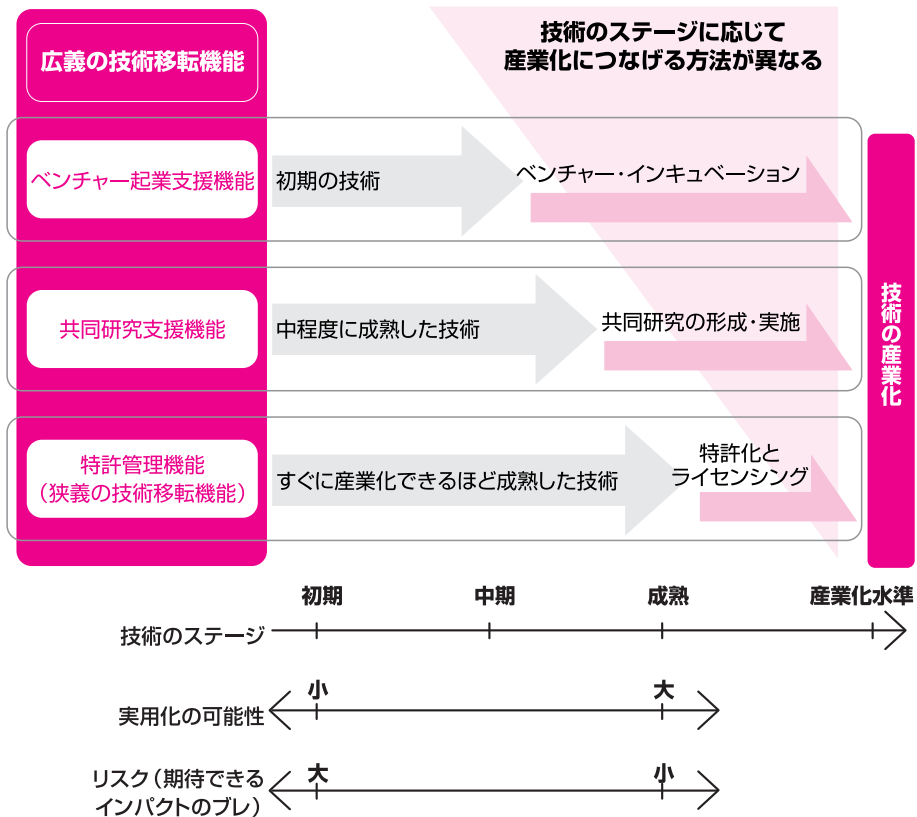 広義の技術移転機能
技術のステージに応じて
産業化につなげる方法が異なる
ベンチャー起業支援機能
初期の技術
ベンチャー・インキュベーション
共同研究支援機能
中程度に成熟した技術
共同研究の形成・実施
特許管理機能
（狭義の技術移転機能）
すぐに産業化できるほど成熟した技術
特許化と
ライセンシング
技術の産業化
初期
中期
成熟
産業化水準
技術のステージ
小
大
実用化の可能性
大
小
リスク（期待できる
インパクトのブレ）